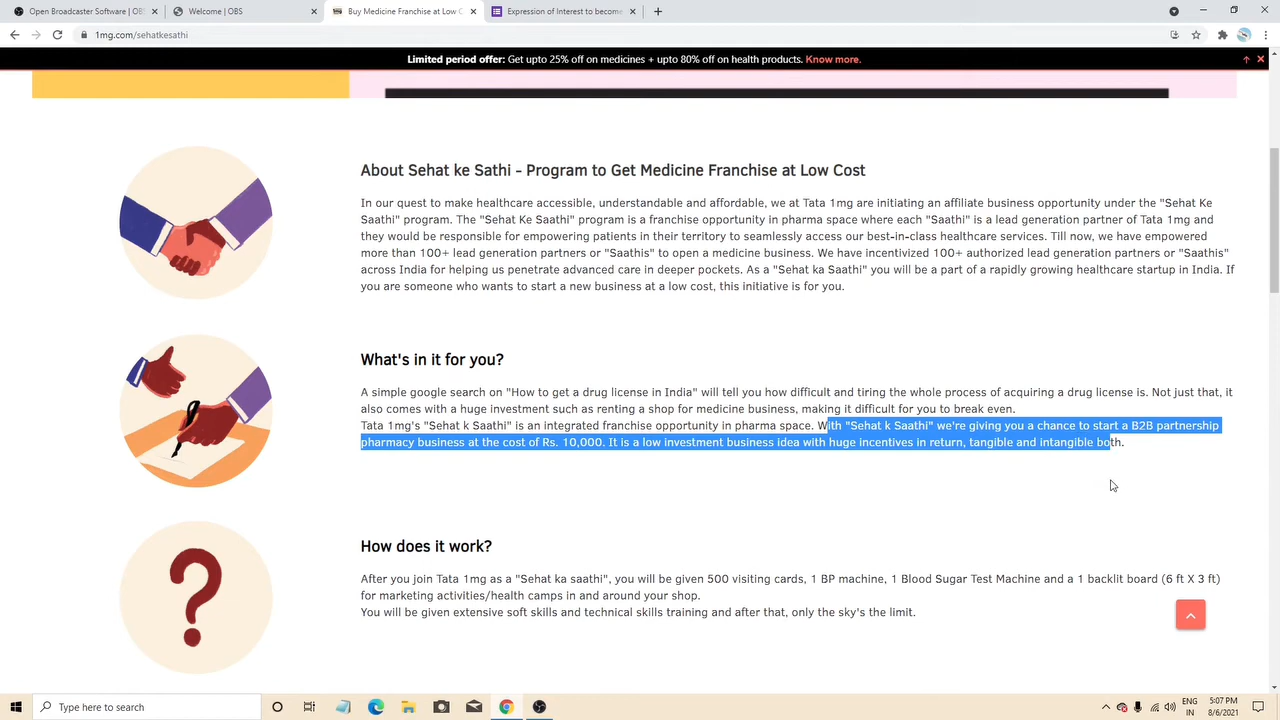 Open Broadcaster Software | OB
Welcome | OBS
Buy Medicine Franchise at Low C
Expression of Interest to become
1mg.com/sehatkesathi
Limited period offer: Get upto 25% off on medicines + upto 80% off on health products. Know more.
About Sehat ke Sathi - Program to Get Medicine Franchise at Low Cost
In our quest to make healthcare accessible, understandable and affordable, we at Tata 1mg are initiating an affiliate business opportunity under the "Sehat Ke
Saathi" program. The "Sehat Ke Saathi" program is a franchise opportunity in pharma space where each "Saathi" is a lead generation partner of Tata 1mg and
they would be responsible for empowering patients in their territory to seamlessly access our best-in-class healthcare services. Till now, we have empowered
more than 100+ lead generation partners or "Saathis" to open a medicine business. We have incentivized 100+ authorized lead generation partners or "Saathis"
across India for helping us penetrate advanced care in deeper pockets. As a "Sehat ka Saathi" you will be a part of a rapidly growing healthcare startup in India. If
you are someone who wants to start a new business at a low cost, this initiative is for you.
What's in it for you?
A simple google search on "How to get a drug license in India" will tell you how difficult and tiring the whole process of acquiring a drug license is. Not just that, it
also comes with a huge investment such as renting a shop for medicine business, making it difficult for you to break even.
Tata 1mg's "Sehat k Saathi" is an integrated franchise opportunity in pharma space. With "Sehat k Saathi" we're giving you a chance to start a B2B partnership
pharmacy business at the cost of Rs. 10,000. It is a low investment business idea with huge incentives in return, tangible and intangible both.
How does it work?
After you join Tata 1mg as a "Sehat ka saathi", you will be given 500 visiting cards, 1 BP machine, 1 Blood Sugar Test Machine and a 1 backlit board (6 ft X 3 ft)
for marketing activities/health camps in and around your shop.
You will be given extensive soft skills and technical skills training and after that, only the sky's the limit.
Type here to search
ENG
IN
5:07 PM
8/6/2021